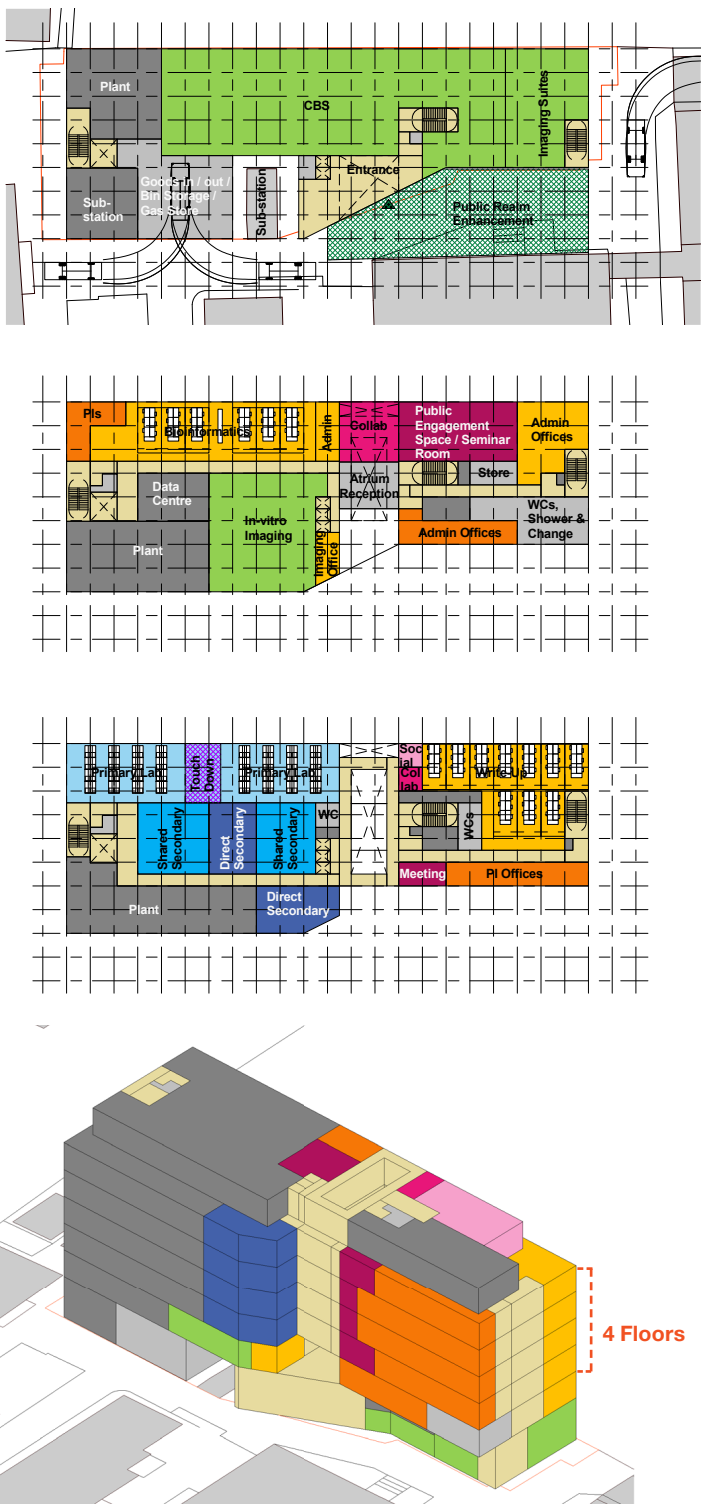 Plant
CBS
Imaging Suites
Entrance
Goods in / out /
Bin Storage /
Gas Store
Sub-
station
Sub-station
Public Realm
Enhancement
PIs
Bioinformatics
Admin
Collab
Public
Engagement
Space / Seminar
Room
Admin
Offices
Data
Centre
Atrium
Reception
Store
In-vitro
Imaging
WCs,
Shower &
Change
Plant
Imaging
Office
Admin Offices
Primary Lab
Touch
Down
Primary Lab
Soc
ial
Col
lab
Write-Up
Shared
Secondary
Direct
Secondary
Shared
Secondary
WC
WCs
Meeting
PI Offices
Plant
Direct
Secondary
4 Floors